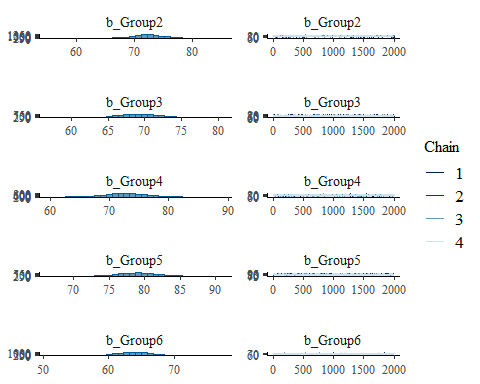 b_Group2
b_Group2
60 70 80
0 500 1000 1500 2000
b_Group3
b_Group3
55 60 65 70 75 80
0 500 1000 1500 2000
Chain
1
2
3
4
b_Group4
b_Group4
60 70 80 90
0 500 1000 1500 2000
b_Group5
b_Group5
70 75 80 85 90
0 500 1000 1500 2000
b_Group6
b_Group6
50 60 70
0 500 1000 1500 2000